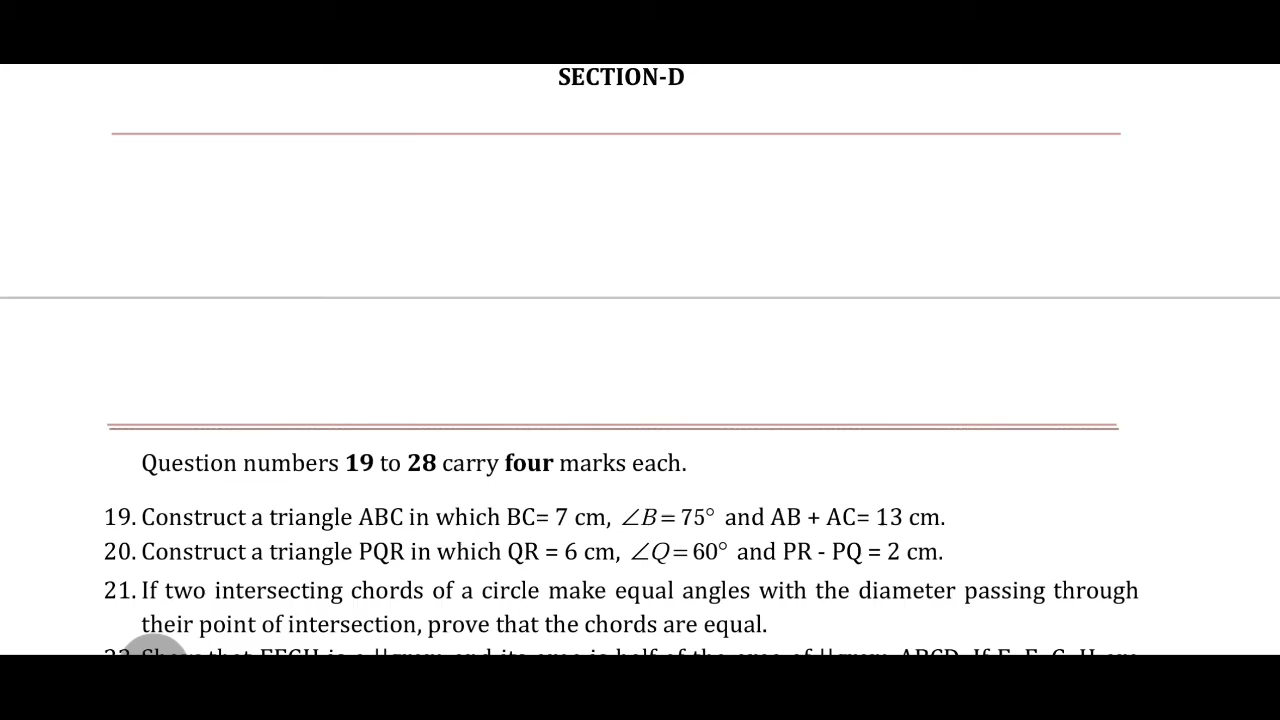 SECTION-D
Question numbers 19 to 28 carry four marks each.
19. Construct a triangle ABC in which BC= 7 cm, ∠B=75° and AB + AC= 13 cm.
20. Construct a triangle PQR in which QR = 6 cm, ∠Q=60° and PR - PQ = 2 cm.
21. If two intersecting chords of a circle make equal angles with the diameter passing through
their point of intersection, prove that the chords are equal.